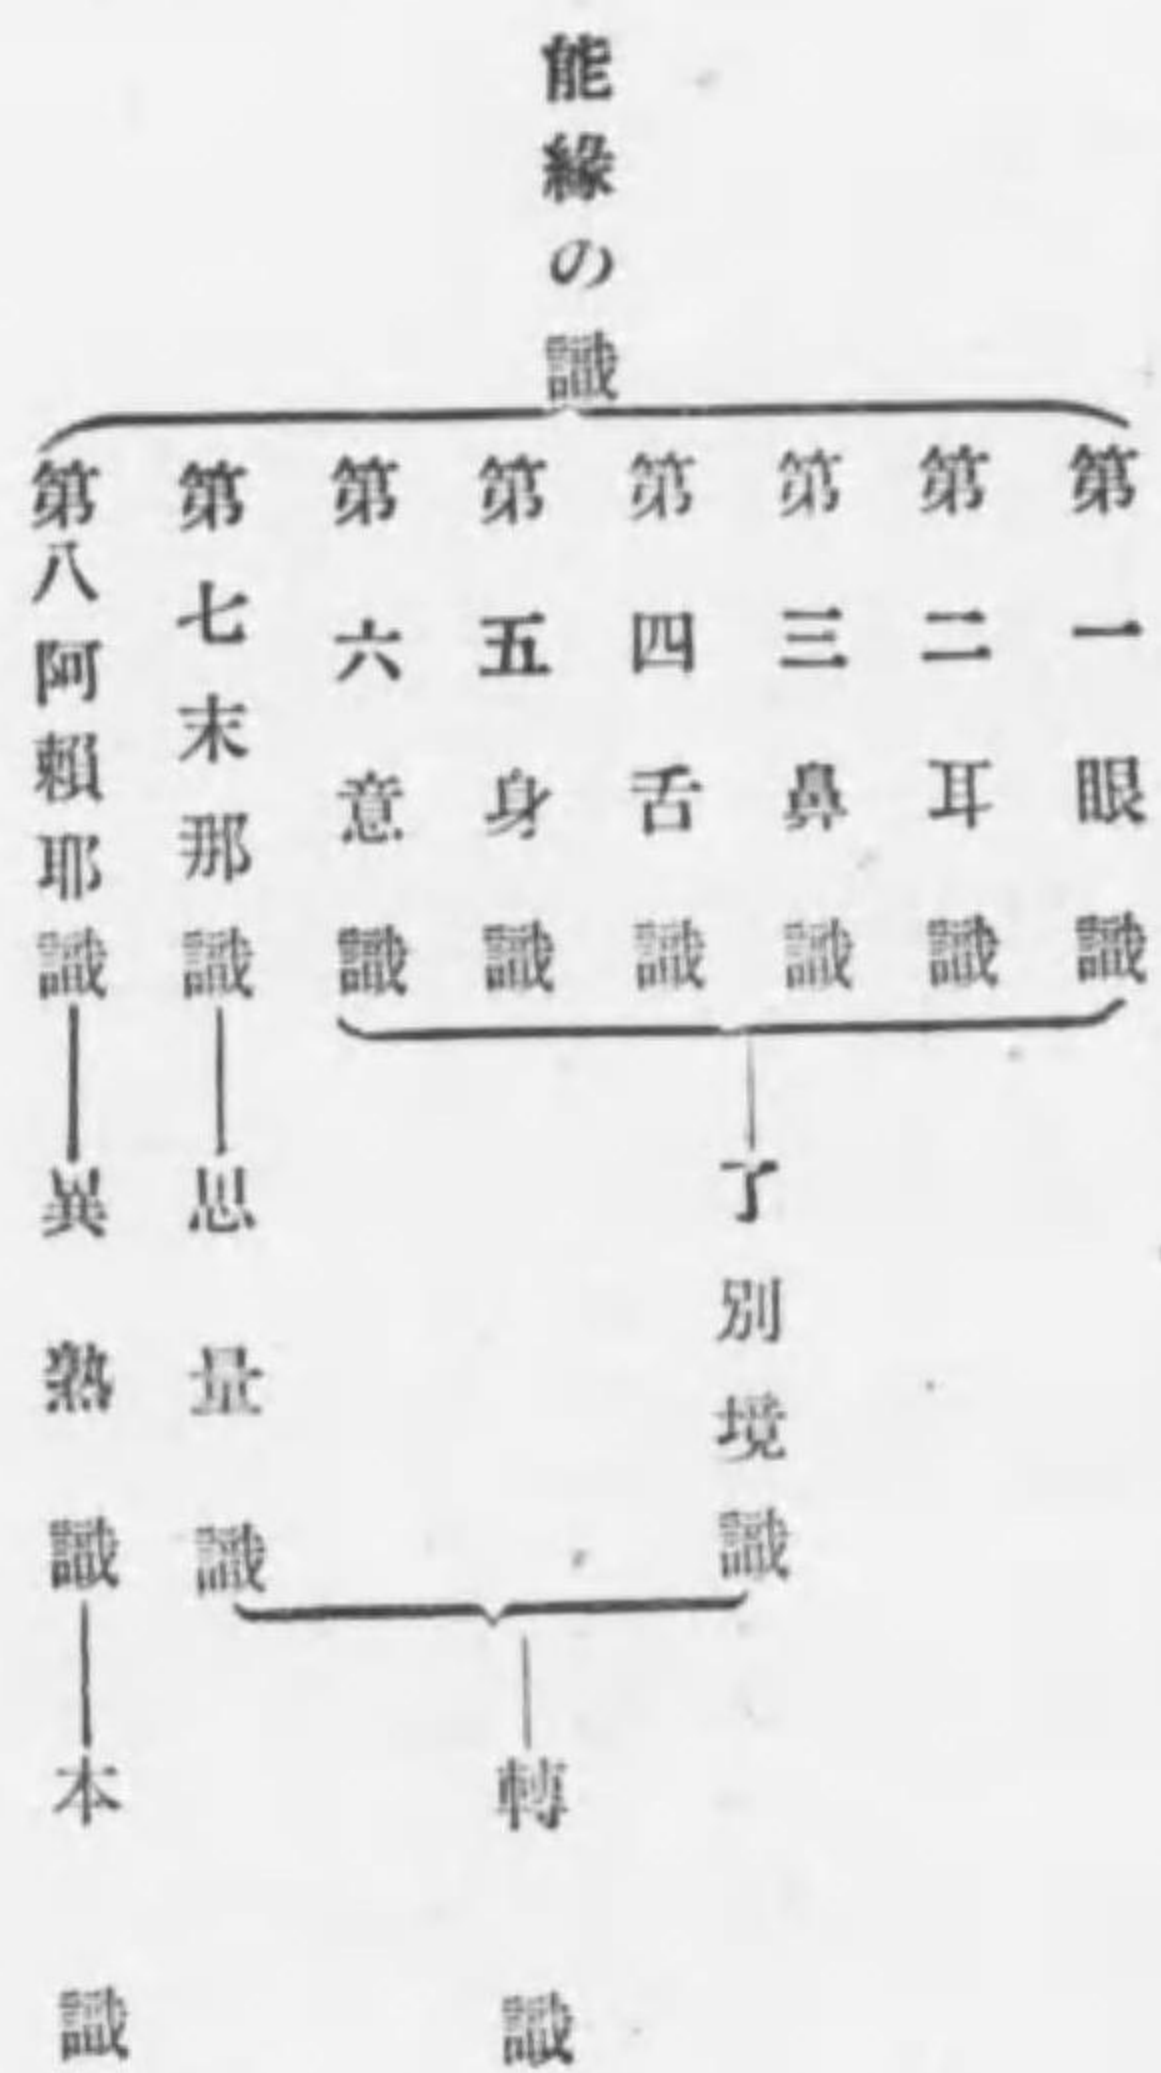 能緣の識
第一眼識
第二耳識
第三鼻識
第四舌識
第五身識
第六意識
第七末那識
第八阿賴耶識
了別境識
思量識
異熟識
轉識
本識